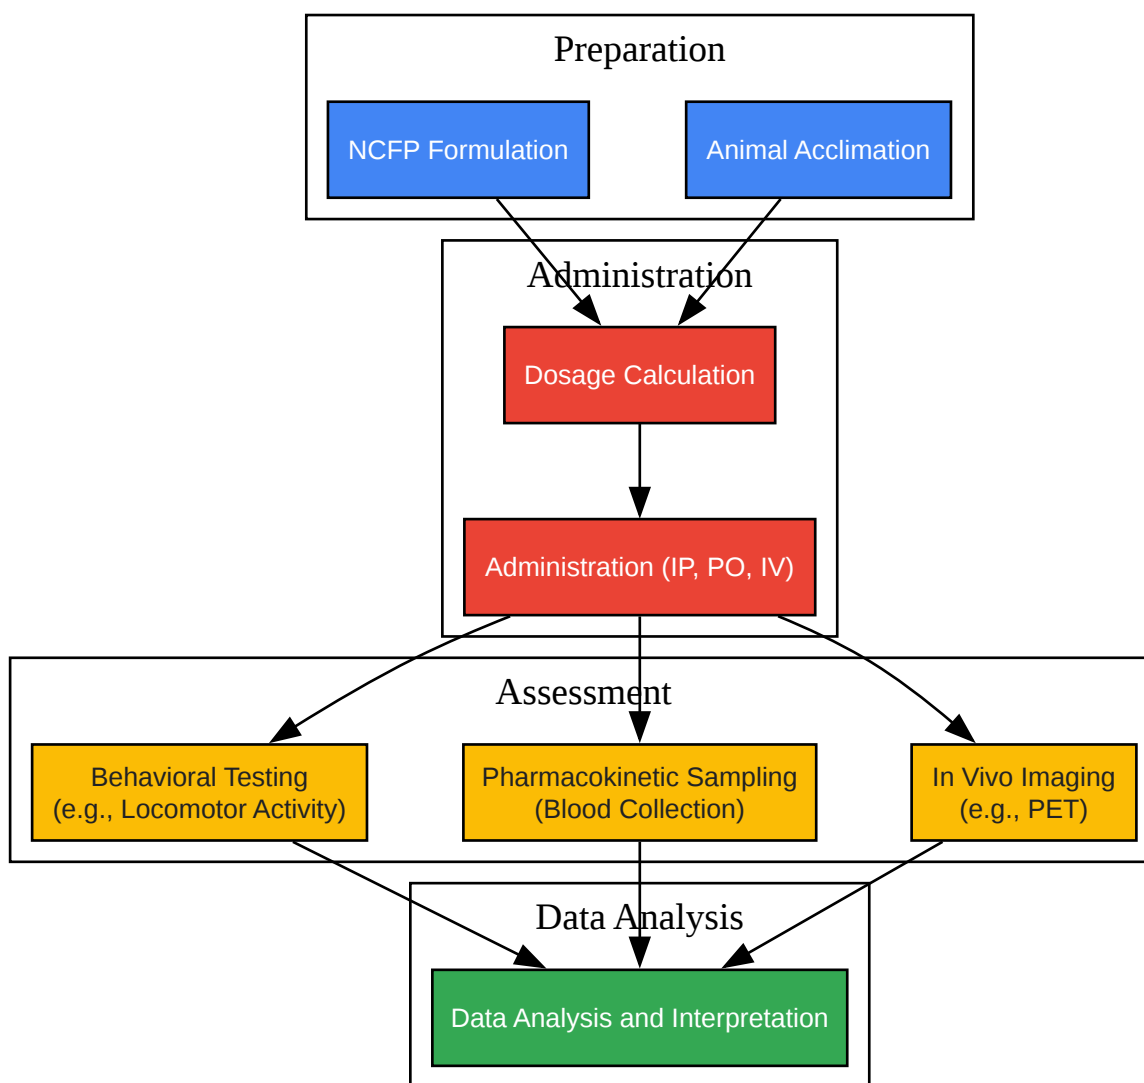 Preparation
NCFP Formulation
Animal Acclimation
Administration
Dosage Calculation
Administration (IP, PO, IV)
Assessment
Behavioral Testing
(e.g., Locomotor Activity)
Pharmacokinetic Sampling
(Blood Collection)
In Vivo Imaging
(e.g., PET)
Data Analysis
Data Analysis and Interpretation